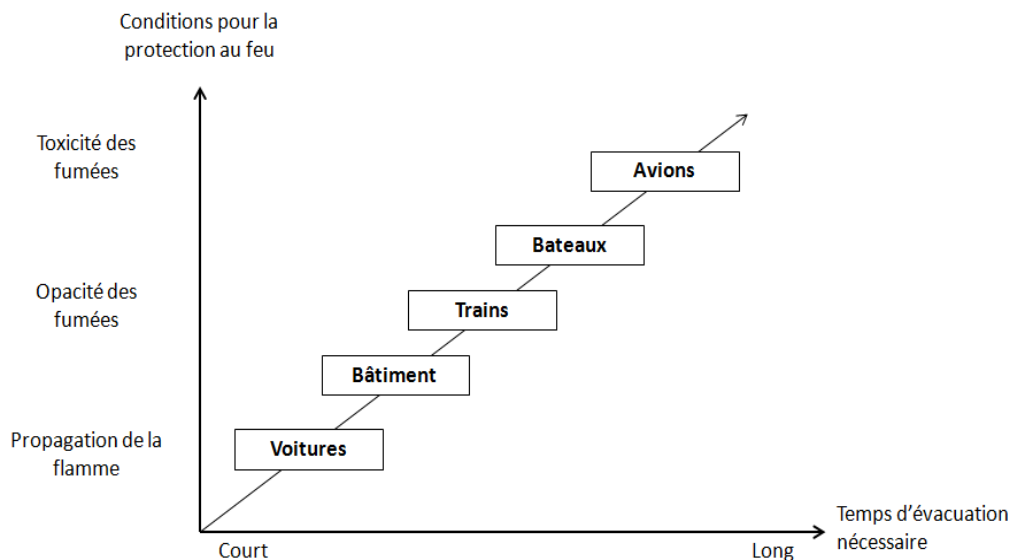 Conditions pour la
protection au feu
Toxicité des
fumées
Avions
Bateaux
Opacité des
fumées
Trains
Bâtiment
Propagation de la
flamme
Voitures
Temps d’évacuation
nécessaire
Court
Long